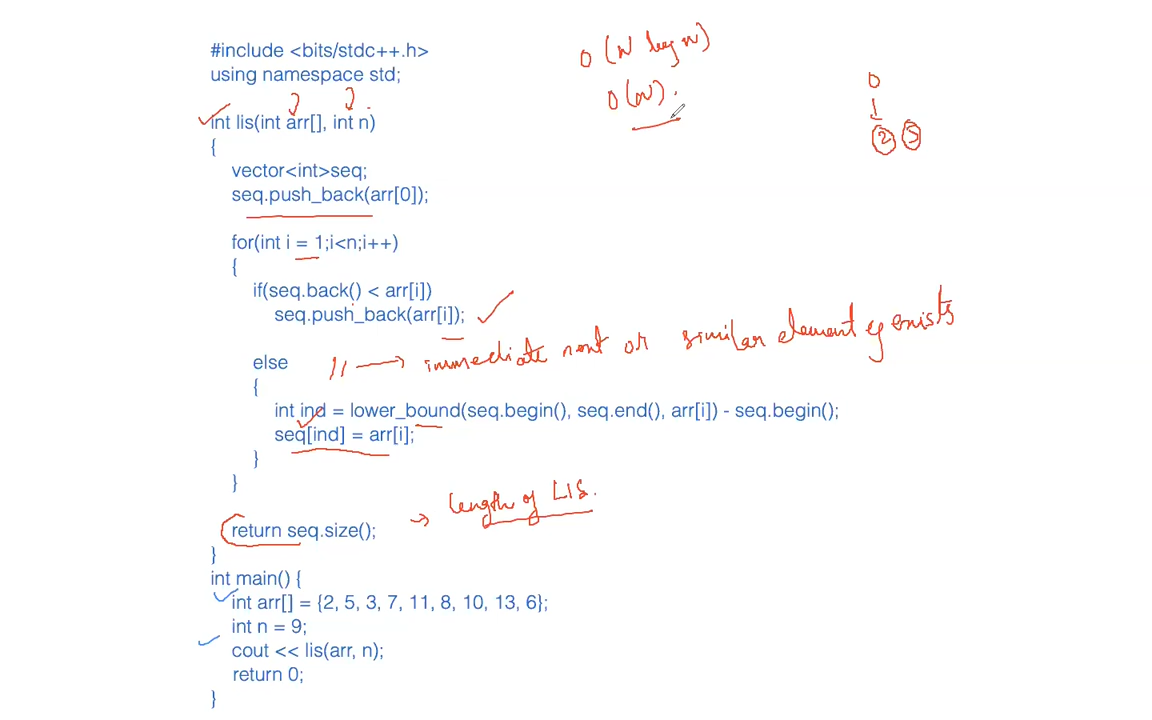 #include <bits/stdc++.h>
using namespace std;
O(N log N)
O(N).
0
1
2 5
int lis(int arr[], int n)
{
vector<int>seq;
seq.push_back(arr[0]);
for(int i = 1;i<n;i++)
{
if(seq.back() < arr[i])
seq.push_back(arr[i]);
else // → immediate next or similar element if exists
{
int ind = lower_bound(seq.begin(), seq.end(), arr[i]) - seq.begin();
seq[ind] = arr[i];
}
}
return seq.size(); → length of LIS.
}
int main() {
int arr[] = {2, 5, 3, 7, 11, 8, 10, 13, 6};
int n = 9;
cout << lis(arr, n);
return 0;
}